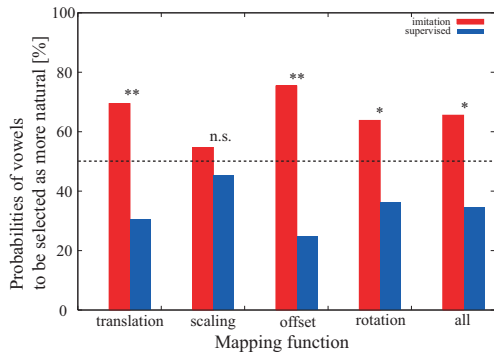 100
80
60
40
20
0
Probabilities of vowels
to be selected as more natural [%]
imitation
supervised
**
n.s.
**
*
*
translation
scaling
offset
rotation
all
Mapping function